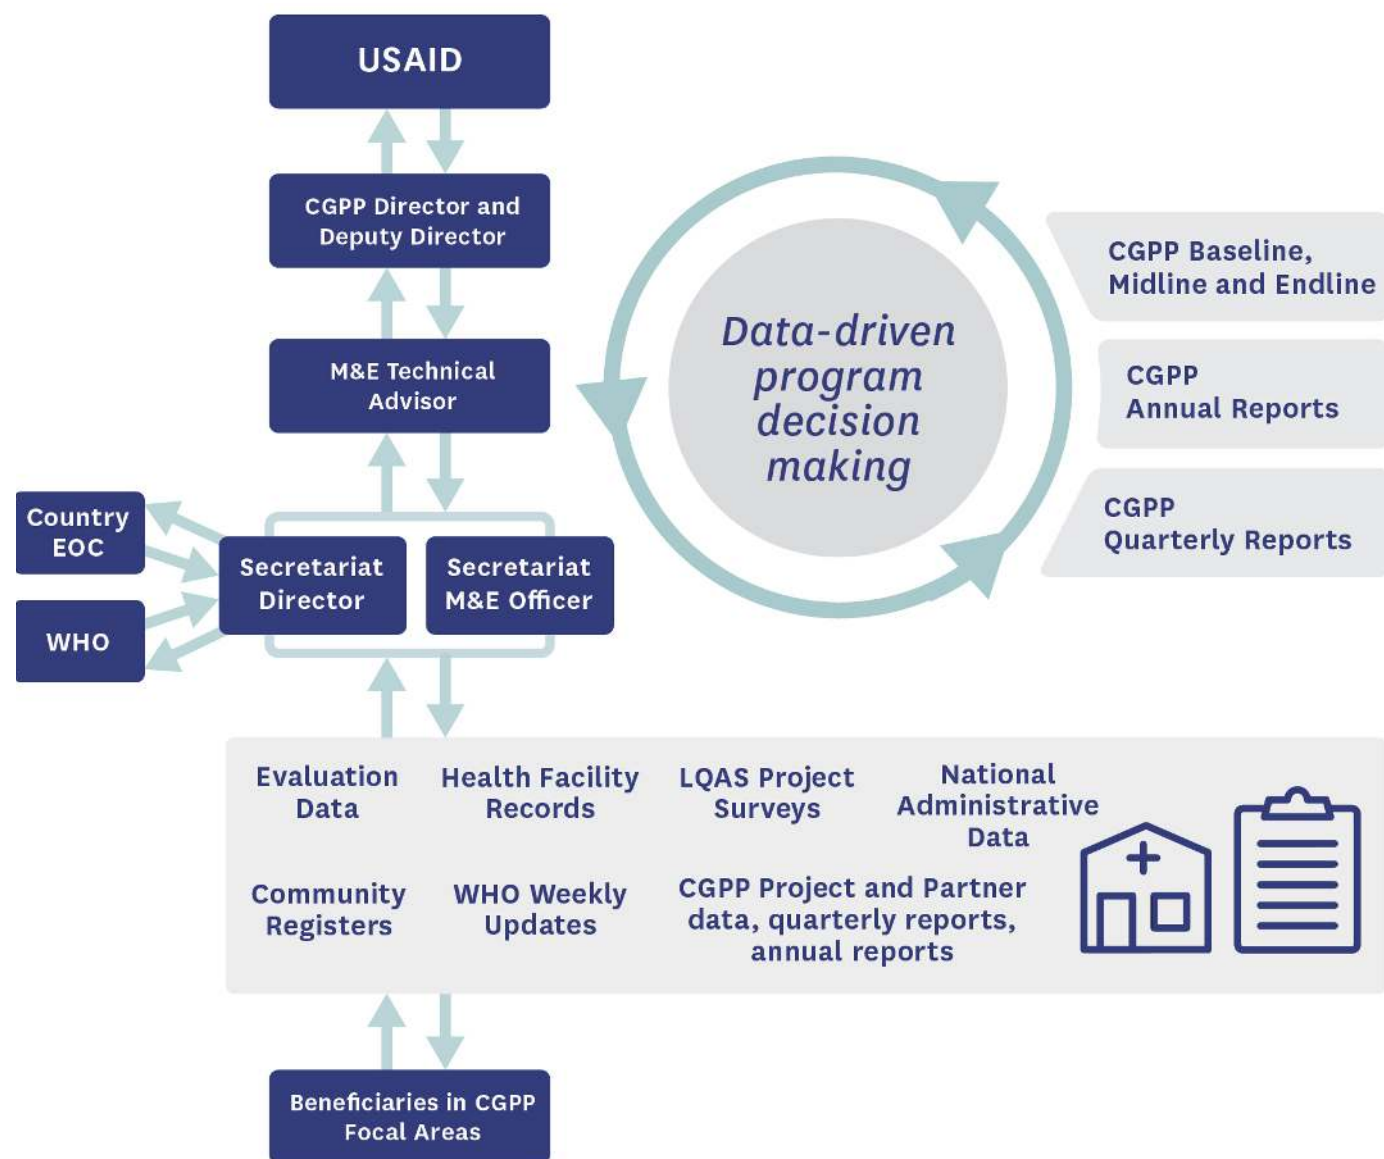 USAID
CGPP Director and
Deputy Director
M&E Technical
Advisor
Country
EOC
WHO
Secretariat
Director
Secretariat
M&E Officer
Data-driven
program
decision
making
CGPP Baseline,
Midline and Endline
CGPP
Annual Reports
CGPP
Quarterly Reports
Evaluation
Data
Health Facility
Records
LQAS Project
Surveys
National
Administrative
Data
Community
Registers
WHO Weekly
Updates
CGPP Project and Partner
data, quarterly reports,
annual reports
Beneficiaries in CGPP
Focal Areas